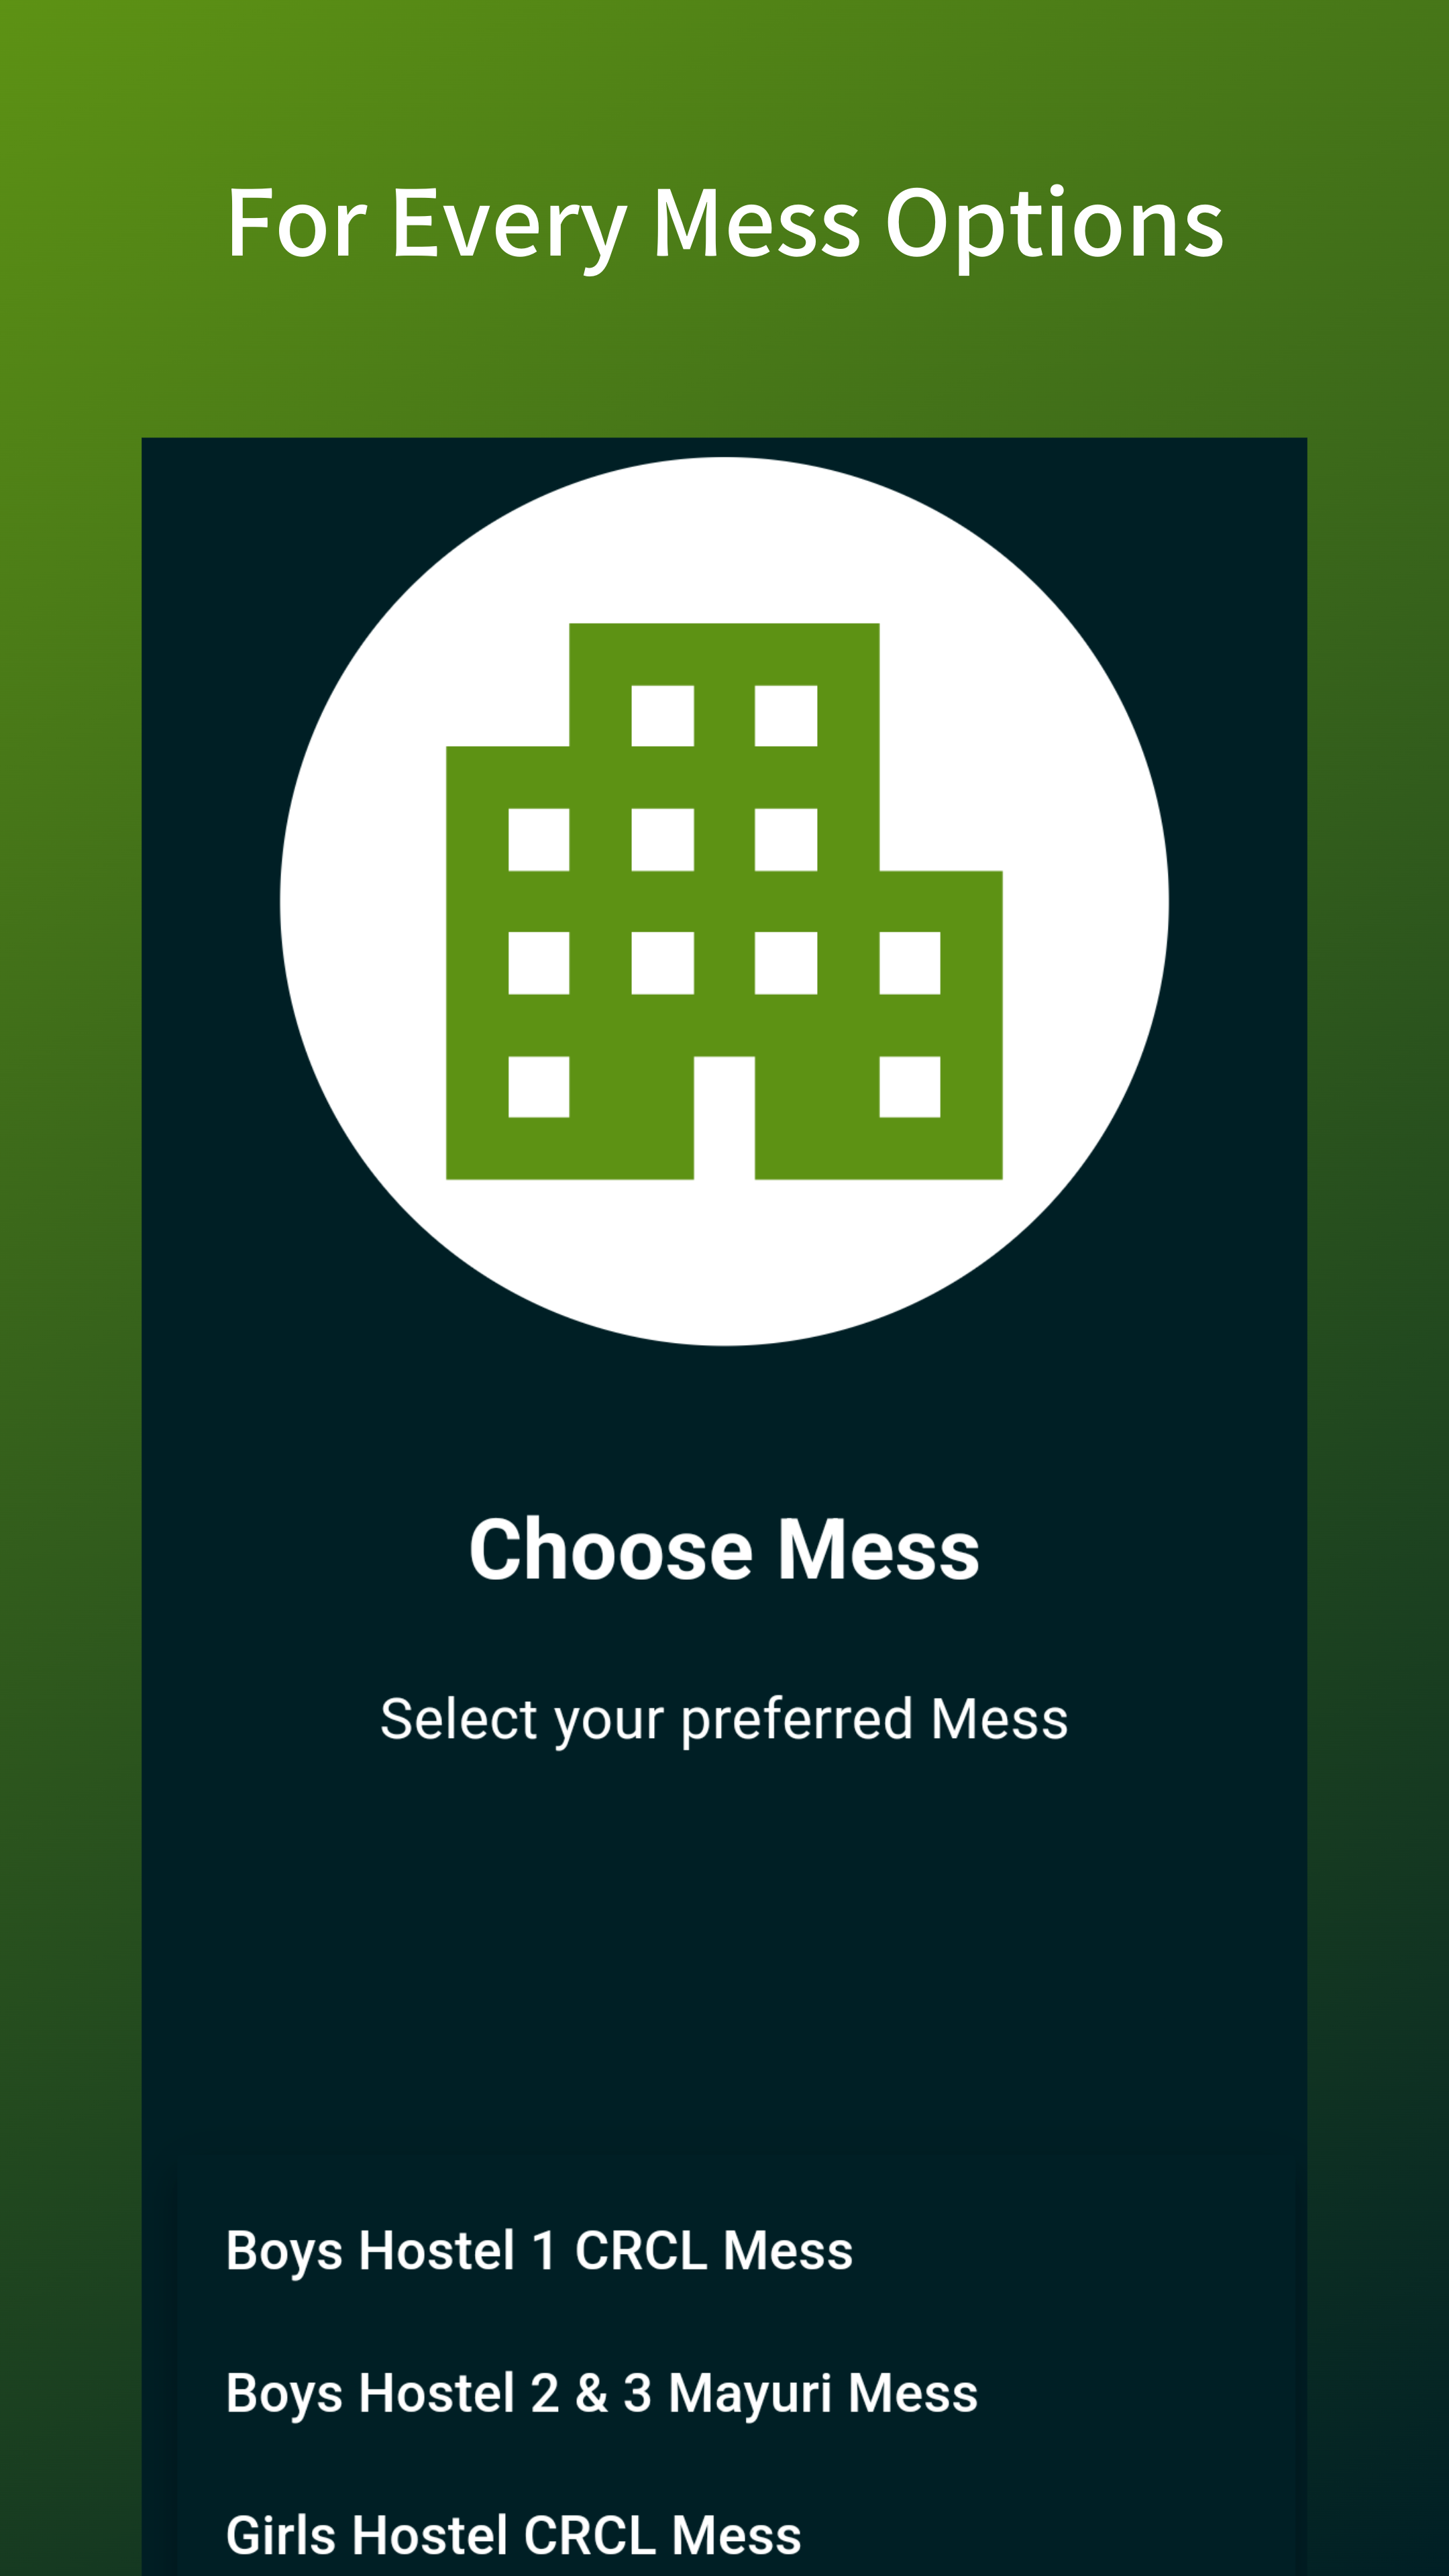 For Every Mess Options
Choose Mess
Select your preferred Mess
Boys Hostel 1 CRCL Mess
Boys Hostel 2 & 3 Mayuri Mess
Girls Hostel CRCL Mess